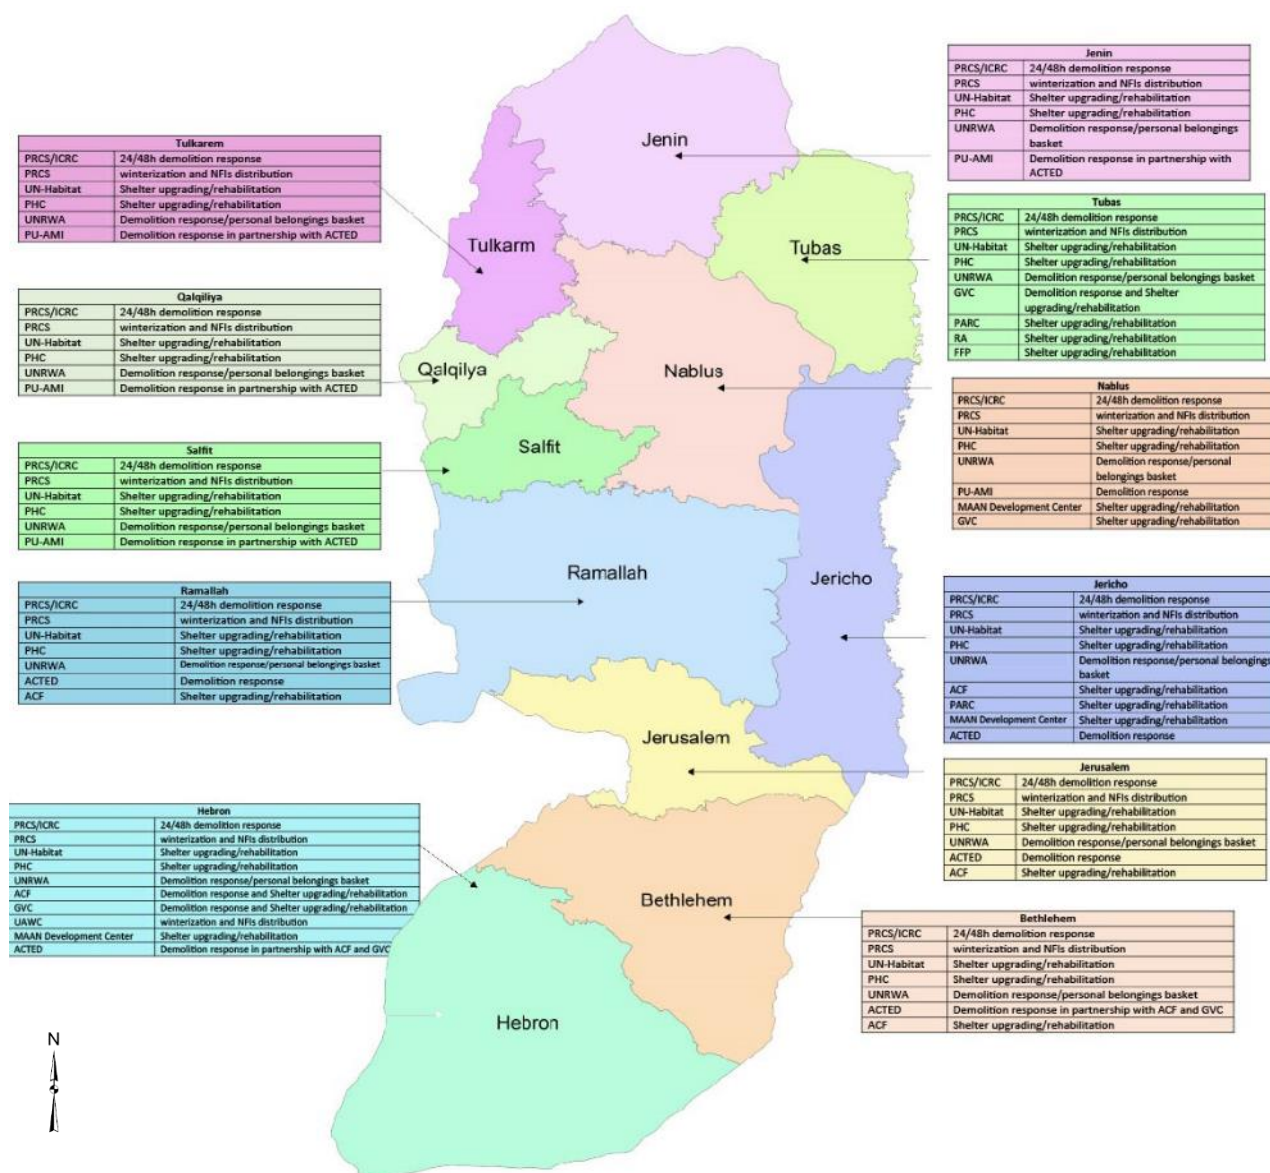 Jenin
PRCS/ICRC 24/48h demolition response
PRCS winterization and NFIs distribution
UN-Habitat Shelter upgrading/rehabilitation
PHC Shelter upgrading/rehabilitation
UNRWA Demolition response/personal belongings
basket
PU-AMI Demolition response in partnership with
ACTED
Tulkarem
PRCS/ICRC 24/48h demolition response
PRCS winterization and NFIs distribution
UN-Habitat Shelter upgrading/rehabilitation
PHC Shelter upgrading/rehabilitation
UNRWA Demolition response/personal belongings basket
PU-AMI Demolition response in partnership with ACTED
Tubas
PRCS/ICRC 24/48h demolition response
PRCS winterization and NFIs distribution
UN-Habitat Shelter upgrading/rehabilitation
PHC Shelter upgrading/rehabilitation
UNRWA Demolition response/personal belongings basket
GVC Demolition response and Shelter
upgrading/rehabilitation
PARC Shelter upgrading/rehabilitation
RA Shelter upgrading/rehabilitation
FFP Shelter upgrading/rehabilitation
Qalqiliya
PRCS/ICRC 24/48h demolition response
PRCS winterization and NFIs distribution
UN-Habitat Shelter upgrading/rehabilitation
PHC Shelter upgrading/rehabilitation
UNRWA Demolition response/personal belongings basket
PU-AMI Demolition response in partnership with ACTED
Nablus
PRCS/ICRC 24/48h demolition response
PRCS winterization and NFIs distribution
UN-Habitat Shelter upgrading/rehabilitation
PHC Shelter upgrading/rehabilitation
UNRWA Demolition response/personal
belongings basket
PU-AMI Demolition response
MAAN Development Center Shelter upgrading/rehabilitation
GVC Shelter upgrading/rehabilitation
Salfit
PRCS/ICRC 24/48h demolition response
PRCS winterization and NFIs distribution
UN-Habitat Shelter upgrading/rehabilitation
PHC Shelter upgrading/rehabilitation
UNRWA Demolition response/personal belongings basket
PU-AMI Demolition response in partnership with ACTED
Ramallah
PRCS/ICRC 24/48h demolition response
PRCS winterization and NFIs distribution
UN-Habitat Shelter upgrading/rehabilitation
PHC Shelter upgrading/rehabilitation
UNRWA Demolition response/personal belongings basket
ACTED Demolition response
ACF Shelter upgrading/rehabilitation
Jericho
PRCS/ICRC 24/48h demolition response
PRCS winterization and NFIs distribution
UN-Habitat Shelter upgrading/rehabilitation
PHC Shelter upgrading/rehabilitation
UNRWA Demolition response/personal belongings
basket
ACF Shelter upgrading/rehabilitation
PARC Shelter upgrading/rehabilitation
MAAN Development Center Shelter upgrading/rehabilitation
ACTED Demolition response
Jerusalem
PRCS/ICRC 24/48h demolition response
PRCS winterization and NFIs distribution
UN-Habitat Shelter upgrading/rehabilitation
PHC Shelter upgrading/rehabilitation
UNRWA Demolition response/personal belongings basket
ACTED Demolition response
ACF Shelter upgrading/rehabilitation
Hebron
PRCS/ICRC 24/48h demolition response
PRCS winterization and NFIs distribution
UN-Habitat Shelter upgrading/rehabilitation
PHC Shelter upgrading/rehabilitation
UNRWA Demolition response/personal belongings basket
ACF Demolition response and Shelter upgrading/rehabilitation
GVC Demolition response and Shelter upgrading/rehabilitation
UAWC winterization and NFIs distribution
MAAN Development Center Shelter upgrading/rehabilitation
ACTED Demolition response in partnership with ACF and GVC
Bethlehem
PRCS/ICRC 24/48h demolition response
PRCS winterization and NFIs distribution
UN-Habitat Shelter upgrading/rehabilitation
PHC Shelter upgrading/rehabilitation
UNRWA Demolition response/personal belongings basket
ACTED Demolition response in partnership with ACF and GVC
ACF Shelter upgrading/rehabilitation
Jenin
Tulkarm
Tubas
Qalqilya
Nablus
Salfit
Ramallah
Jericho
Jerusalem
Bethlehem
Hebron
N